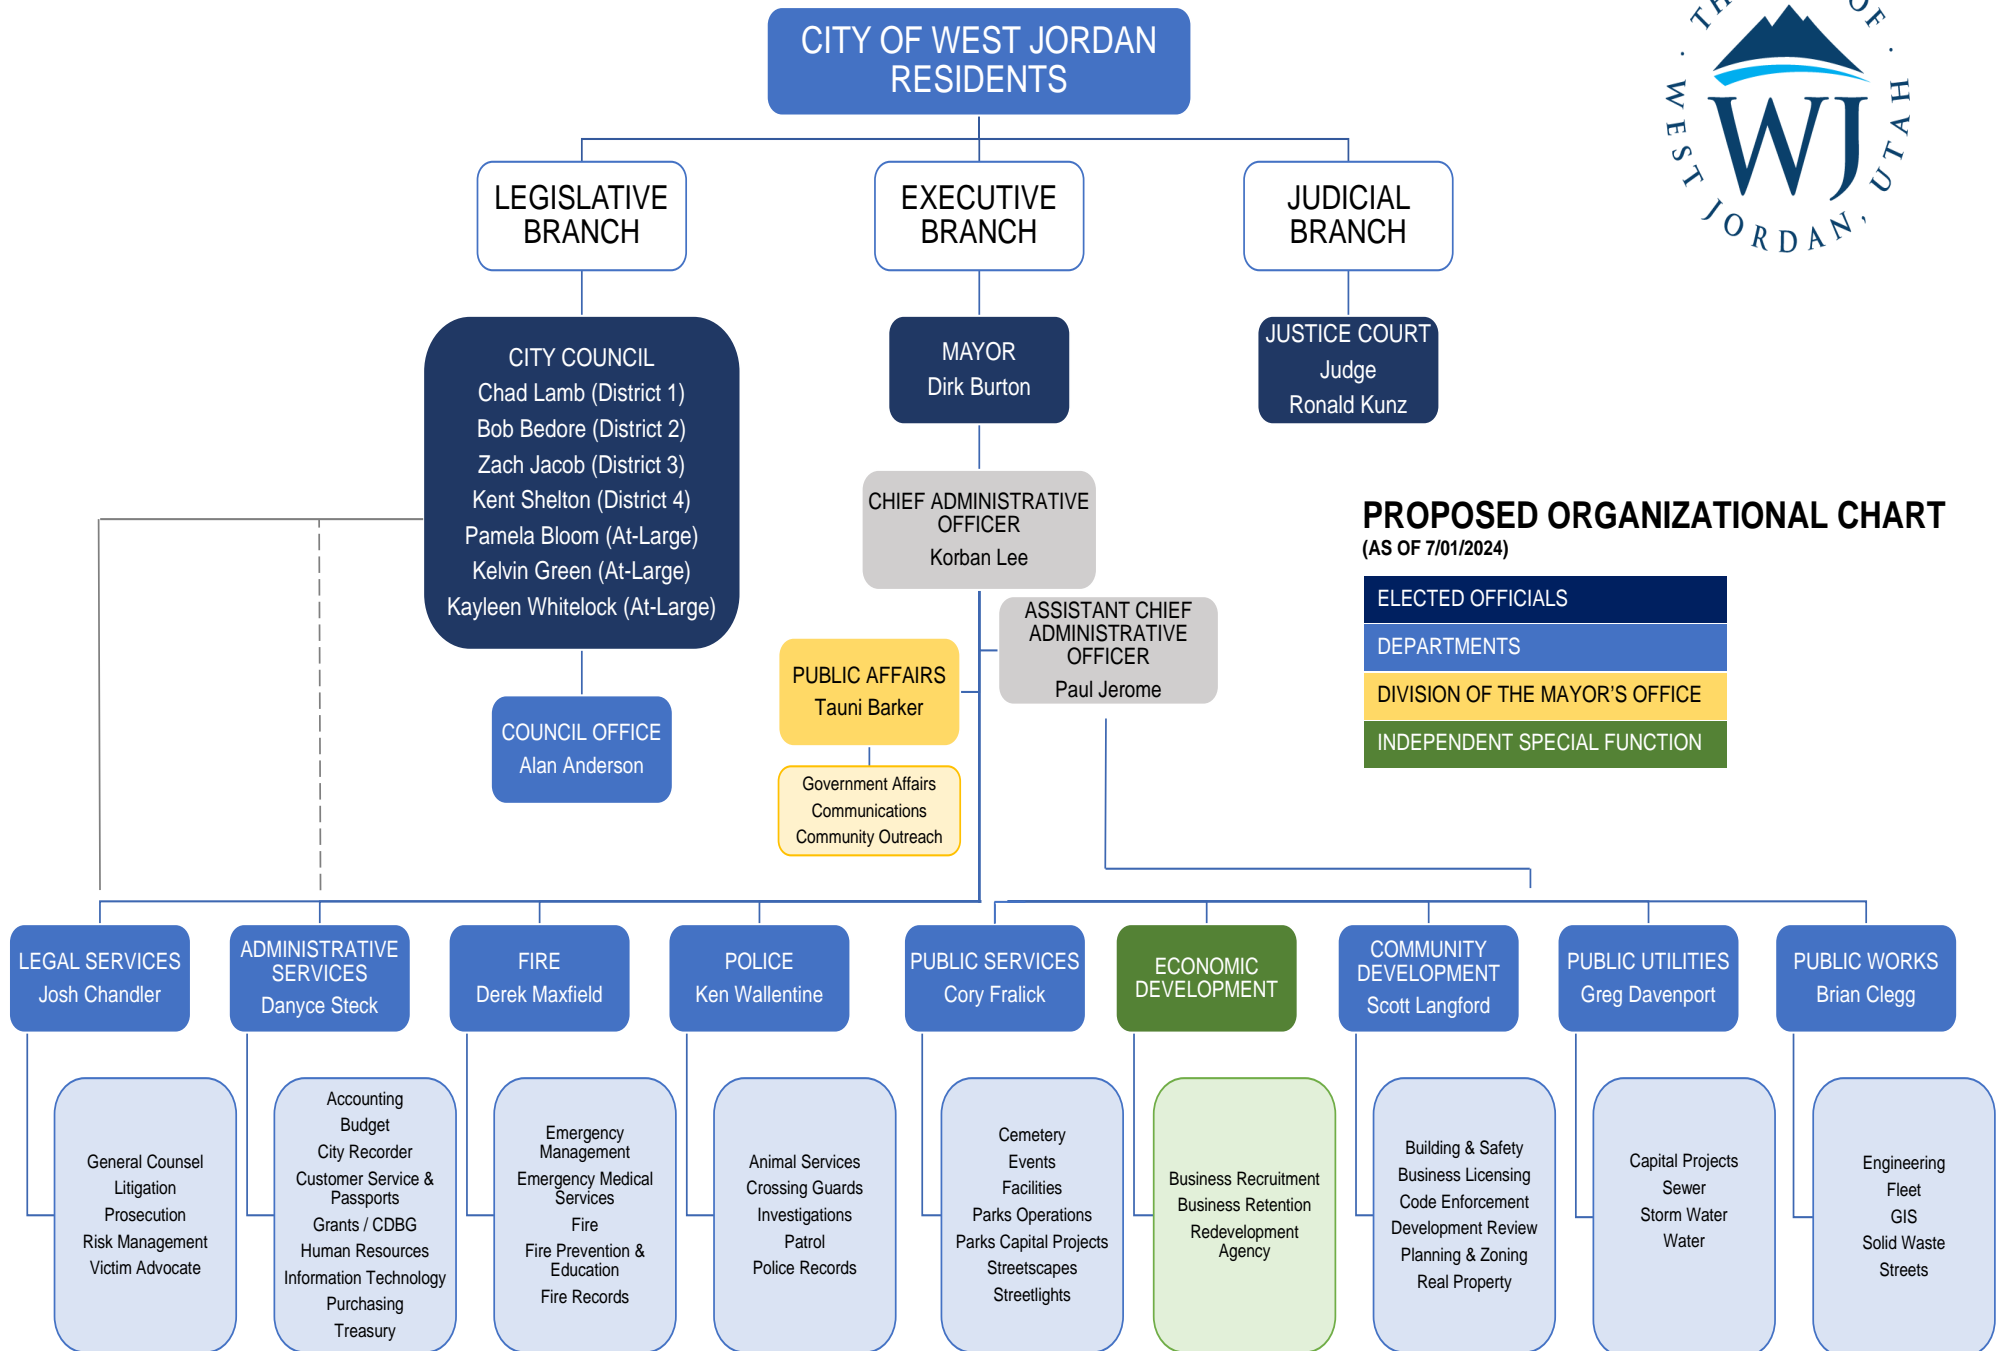 CITY OF WEST JORDAN
RESIDENTS
OF
WJ
WEST JORDAN, UTAH
LEGISLATIVE
BRANCH
EXECUTIVE
BRANCH
JUDICIAL
BRANCH
CITY COUNCIL
Chad Lamb (District 1)
Bob Bedore (District 2)
Zach Jacob (District 3)
Kent Shelton (District 4)
Pamela Bloom (At-Large)
Kelvin Green (At-Large)
Kayleen Whitelock (At-Large)
MAYOR
Dirk Burton
JUSTICE COURT
Judge
Ronald Kunz
CHIEF ADMINISTRATIVE
OFFICER
Korban Lee
PROPOSED ORGANIZATIONAL CHART
(AS OF 7/01/2024)
ELECTED OFFICIALS
DEPARTMENTS
DIVISION OF THE MAYOR’S OFFICE
INDEPENDENT SPECIAL FUNCTION
ASSISTANT CHIEF
ADMINISTRATIVE
OFFICER
Paul Jerome
PUBLIC AFFAIRS
Tauni Barker
Government Affairs
Communications
Community Outreach
COUNCIL OFFICE
Alan Anderson
LEGAL SERVICES
Josh Chandler
ADMINISTRATIVE
SERVICES
Danyce Steck
FIRE
Derek Maxfield
POLICE
Ken Wallentine
PUBLIC SERVICES
Cory Fralick
ECONOMIC
DEVELOPMENT
COMMUNITY
DEVELOPMENT
Scott Langford
PUBLIC UTILITIES
Greg Davenport
PUBLIC WORKS
Brian Clegg
General Counsel
Litigation
Prosecution
Risk Management
Victim Advocate
Accounting
Budget
City Recorder
Customer Service &
Passports
Grants / CDBG
Human Resources
Information Technology
Purchasing
Treasury
Emergency
Management
Emergency Medical
Services
Fire
Fire Prevention &
Education
Fire Records
Animal Services
Crossing Guards
Investigations
Patrol
Police Records
Cemetery
Events
Facilities
Parks Operations
Parks Capital Projects
Streetscapes
Streetlights
Business Recruitment
Business Retention
Redevelopment
Agency
Building & Safety
Business Licensing
Code Enforcement
Development Review
Planning & Zoning
Real Property
Capital Projects
Sewer
Storm Water
Water
Engineering
Fleet
GIS
Solid Waste
Streets